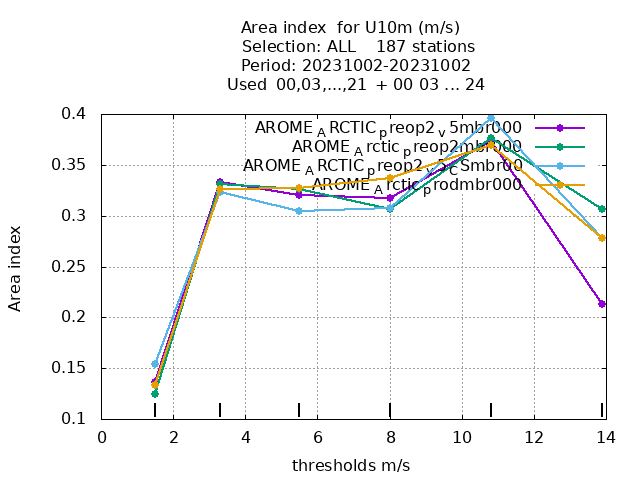 Area index  for U10m (m/s)
Selection: ALL    187 stations
Period: 20231002-20231002
Used  00,03,...,21  + 00 03 ... 24
AROME_ARCTIC_preop2_v5mbr000
AROME_Arctic_preop2mbr000
AROME_ARCTIC_preop2_v5_CSmbr00
AROME_Arctic_prodmbr000
0.4
0.35
0.3
0.25
0.2
0.15
0.1
Area index
0 2 4 6 8 10 12 14
thresholds m/s